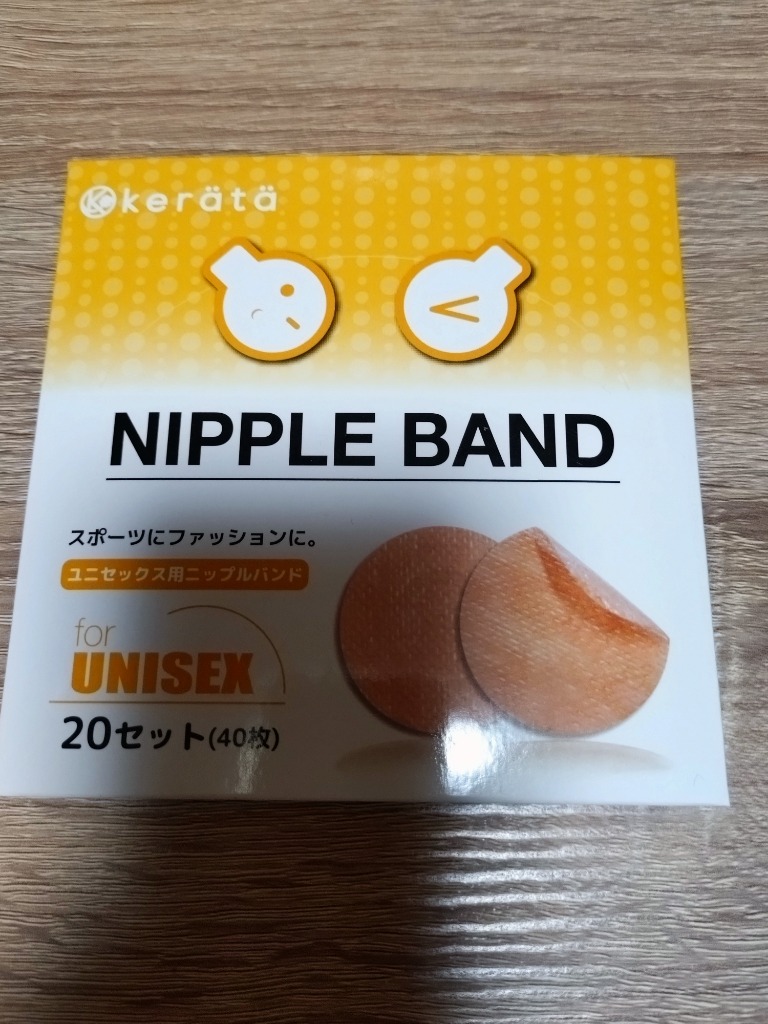 kerätä
NIPPLE BAND
スポーツにファッションに。
ユニセックス用ニップルバンド
for
UNISEX
20セット(40枚)